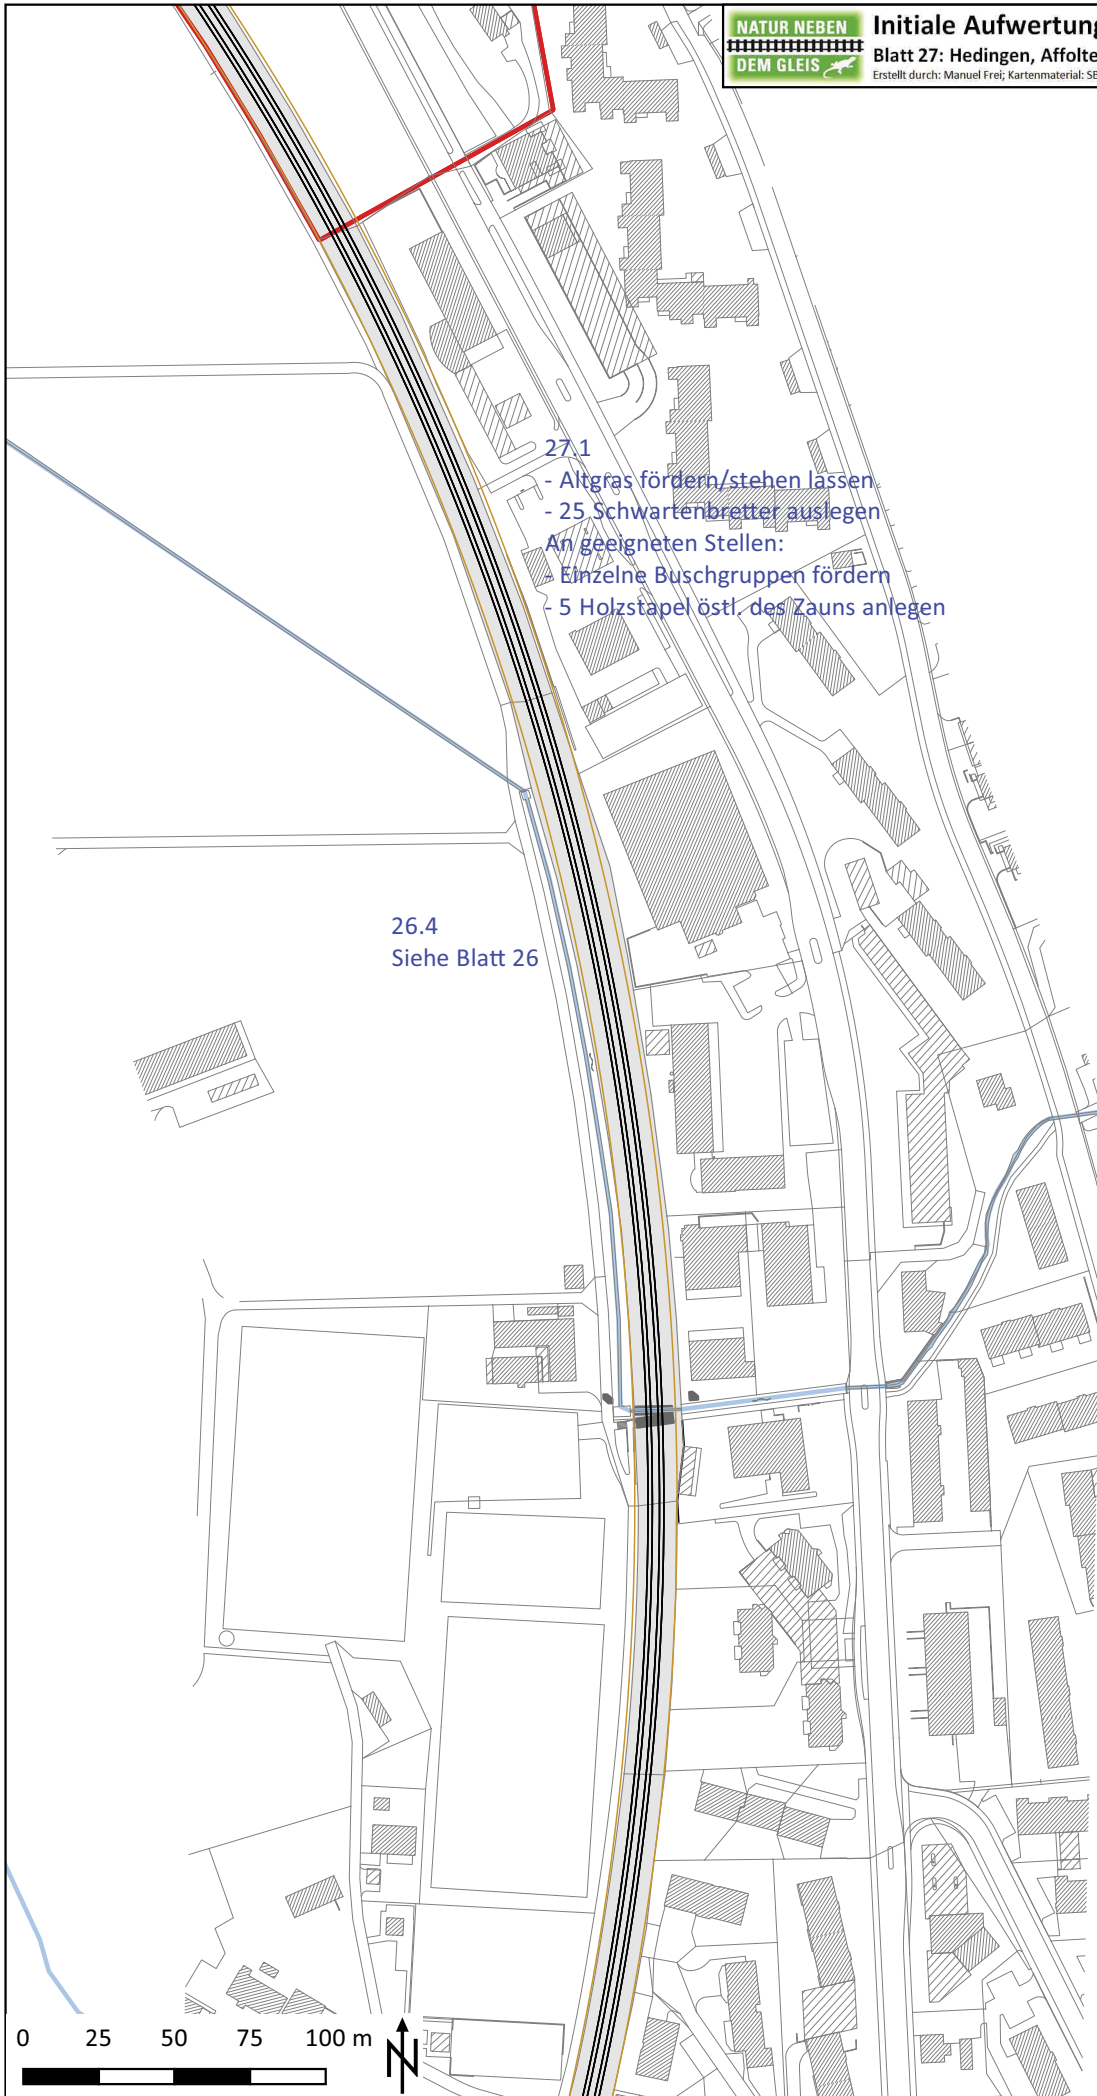 NATUR NEBEN
DEM GLEIS
Initiale Aufwertung
Blatt 27: Hedingen, Affolte
Erstellt durch: Manuel Frei; Kartenmaterial: SB
27.1
- Altgras fördern/stehen lassen
- 25 Schwartenbretter auslegen
An geeigneten Stellen:
- Einzelne Buschgruppen fördern
- 5 Holzstapel östl. des Zauns anlegen
26.4
Siehe Blatt 26
0 25 50 75 100 m
N